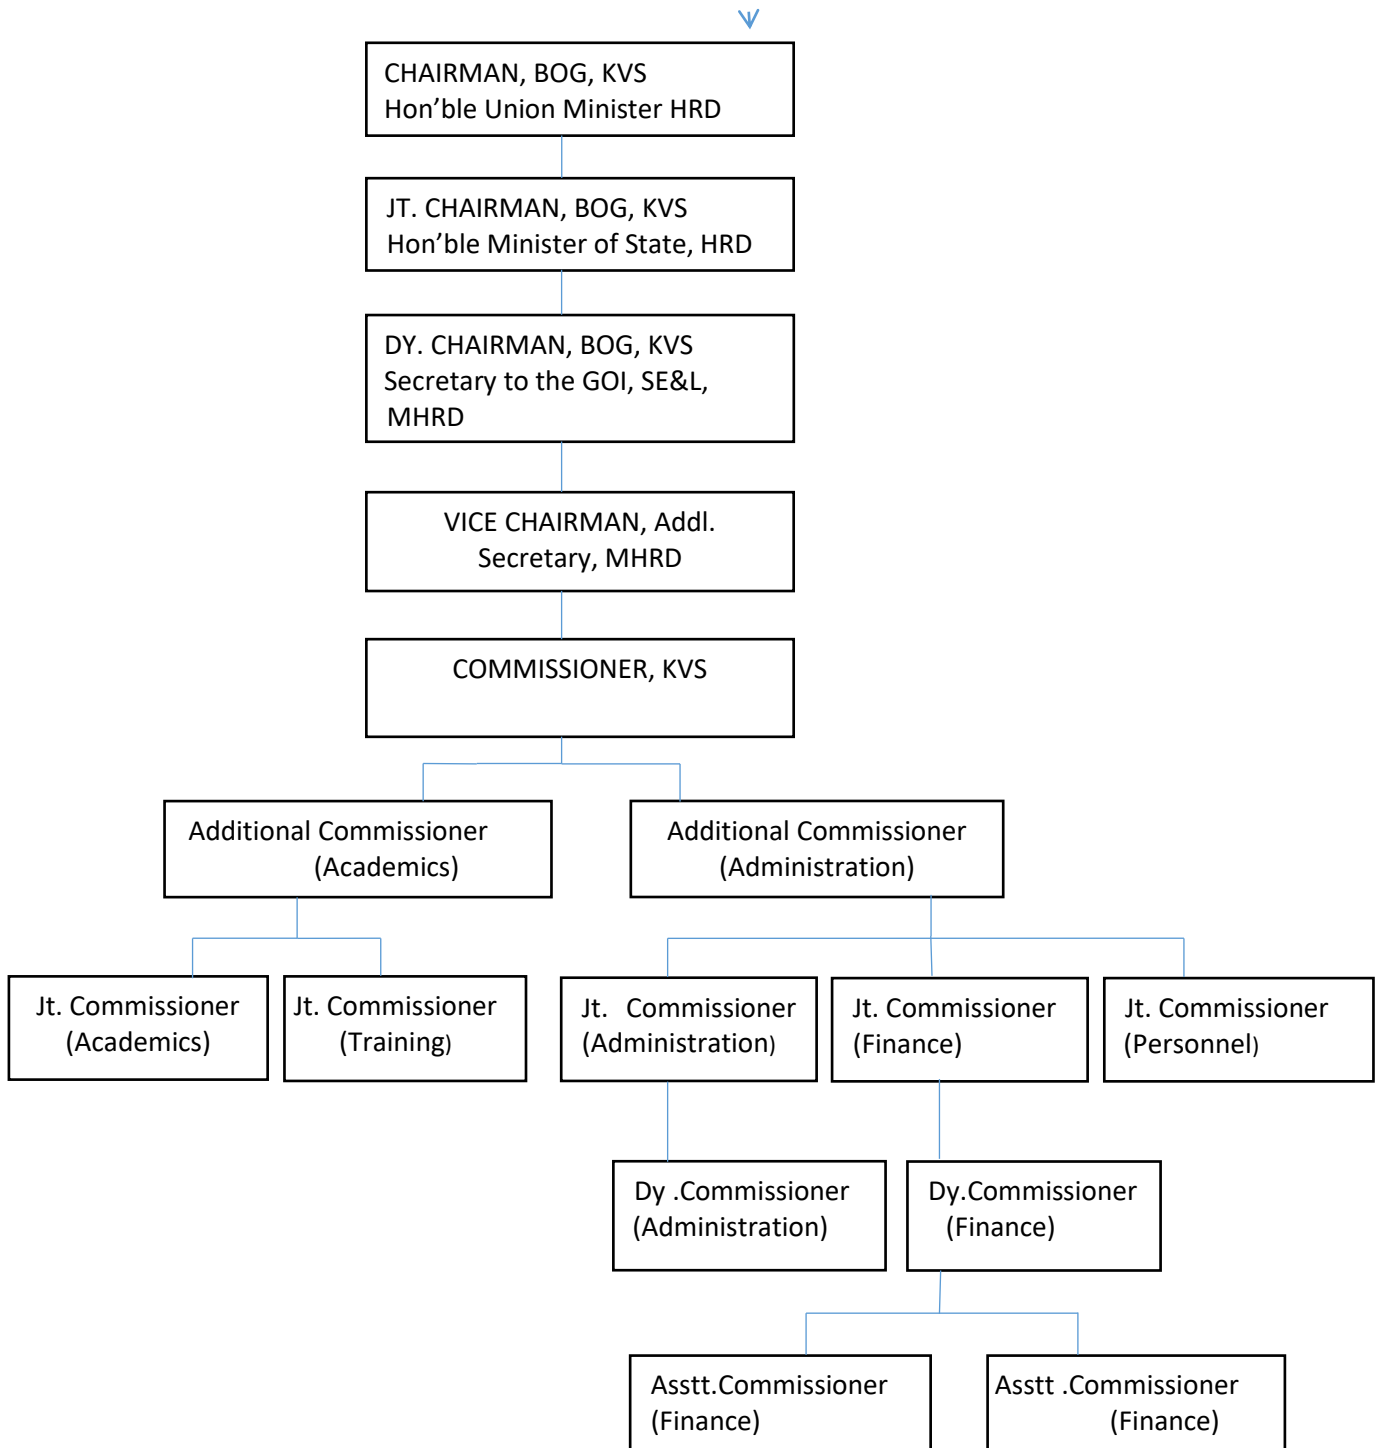 CHAIRMAN, BOG, KVS
Hon’ble Union Minister HRD
JT. CHAIRMAN, BOG, KVS
Hon’ble Minister of State, HRD
DY. CHAIRMAN, BOG, KVS
Secretary to the GOI, SE&L,
MHRD
VICE CHAIRMAN, Addl.
Secretary, MHRD
COMMISSIONER, KVS
Additional Commissioner
(Academics)
Additional Commissioner
(Administration)
Jt. Commissioner
(Academics)
Jt. Commissioner
(Training)
Jt. Commissioner
(Administration)
Jt. Commissioner
(Finance)
Jt. Commissioner
(Personnel)
Dy .Commissioner
(Administration)
Dy.Commissioner
(Finance)
Asstt.Commissioner
(Finance)
Asstt .Commissioner
(Finance)